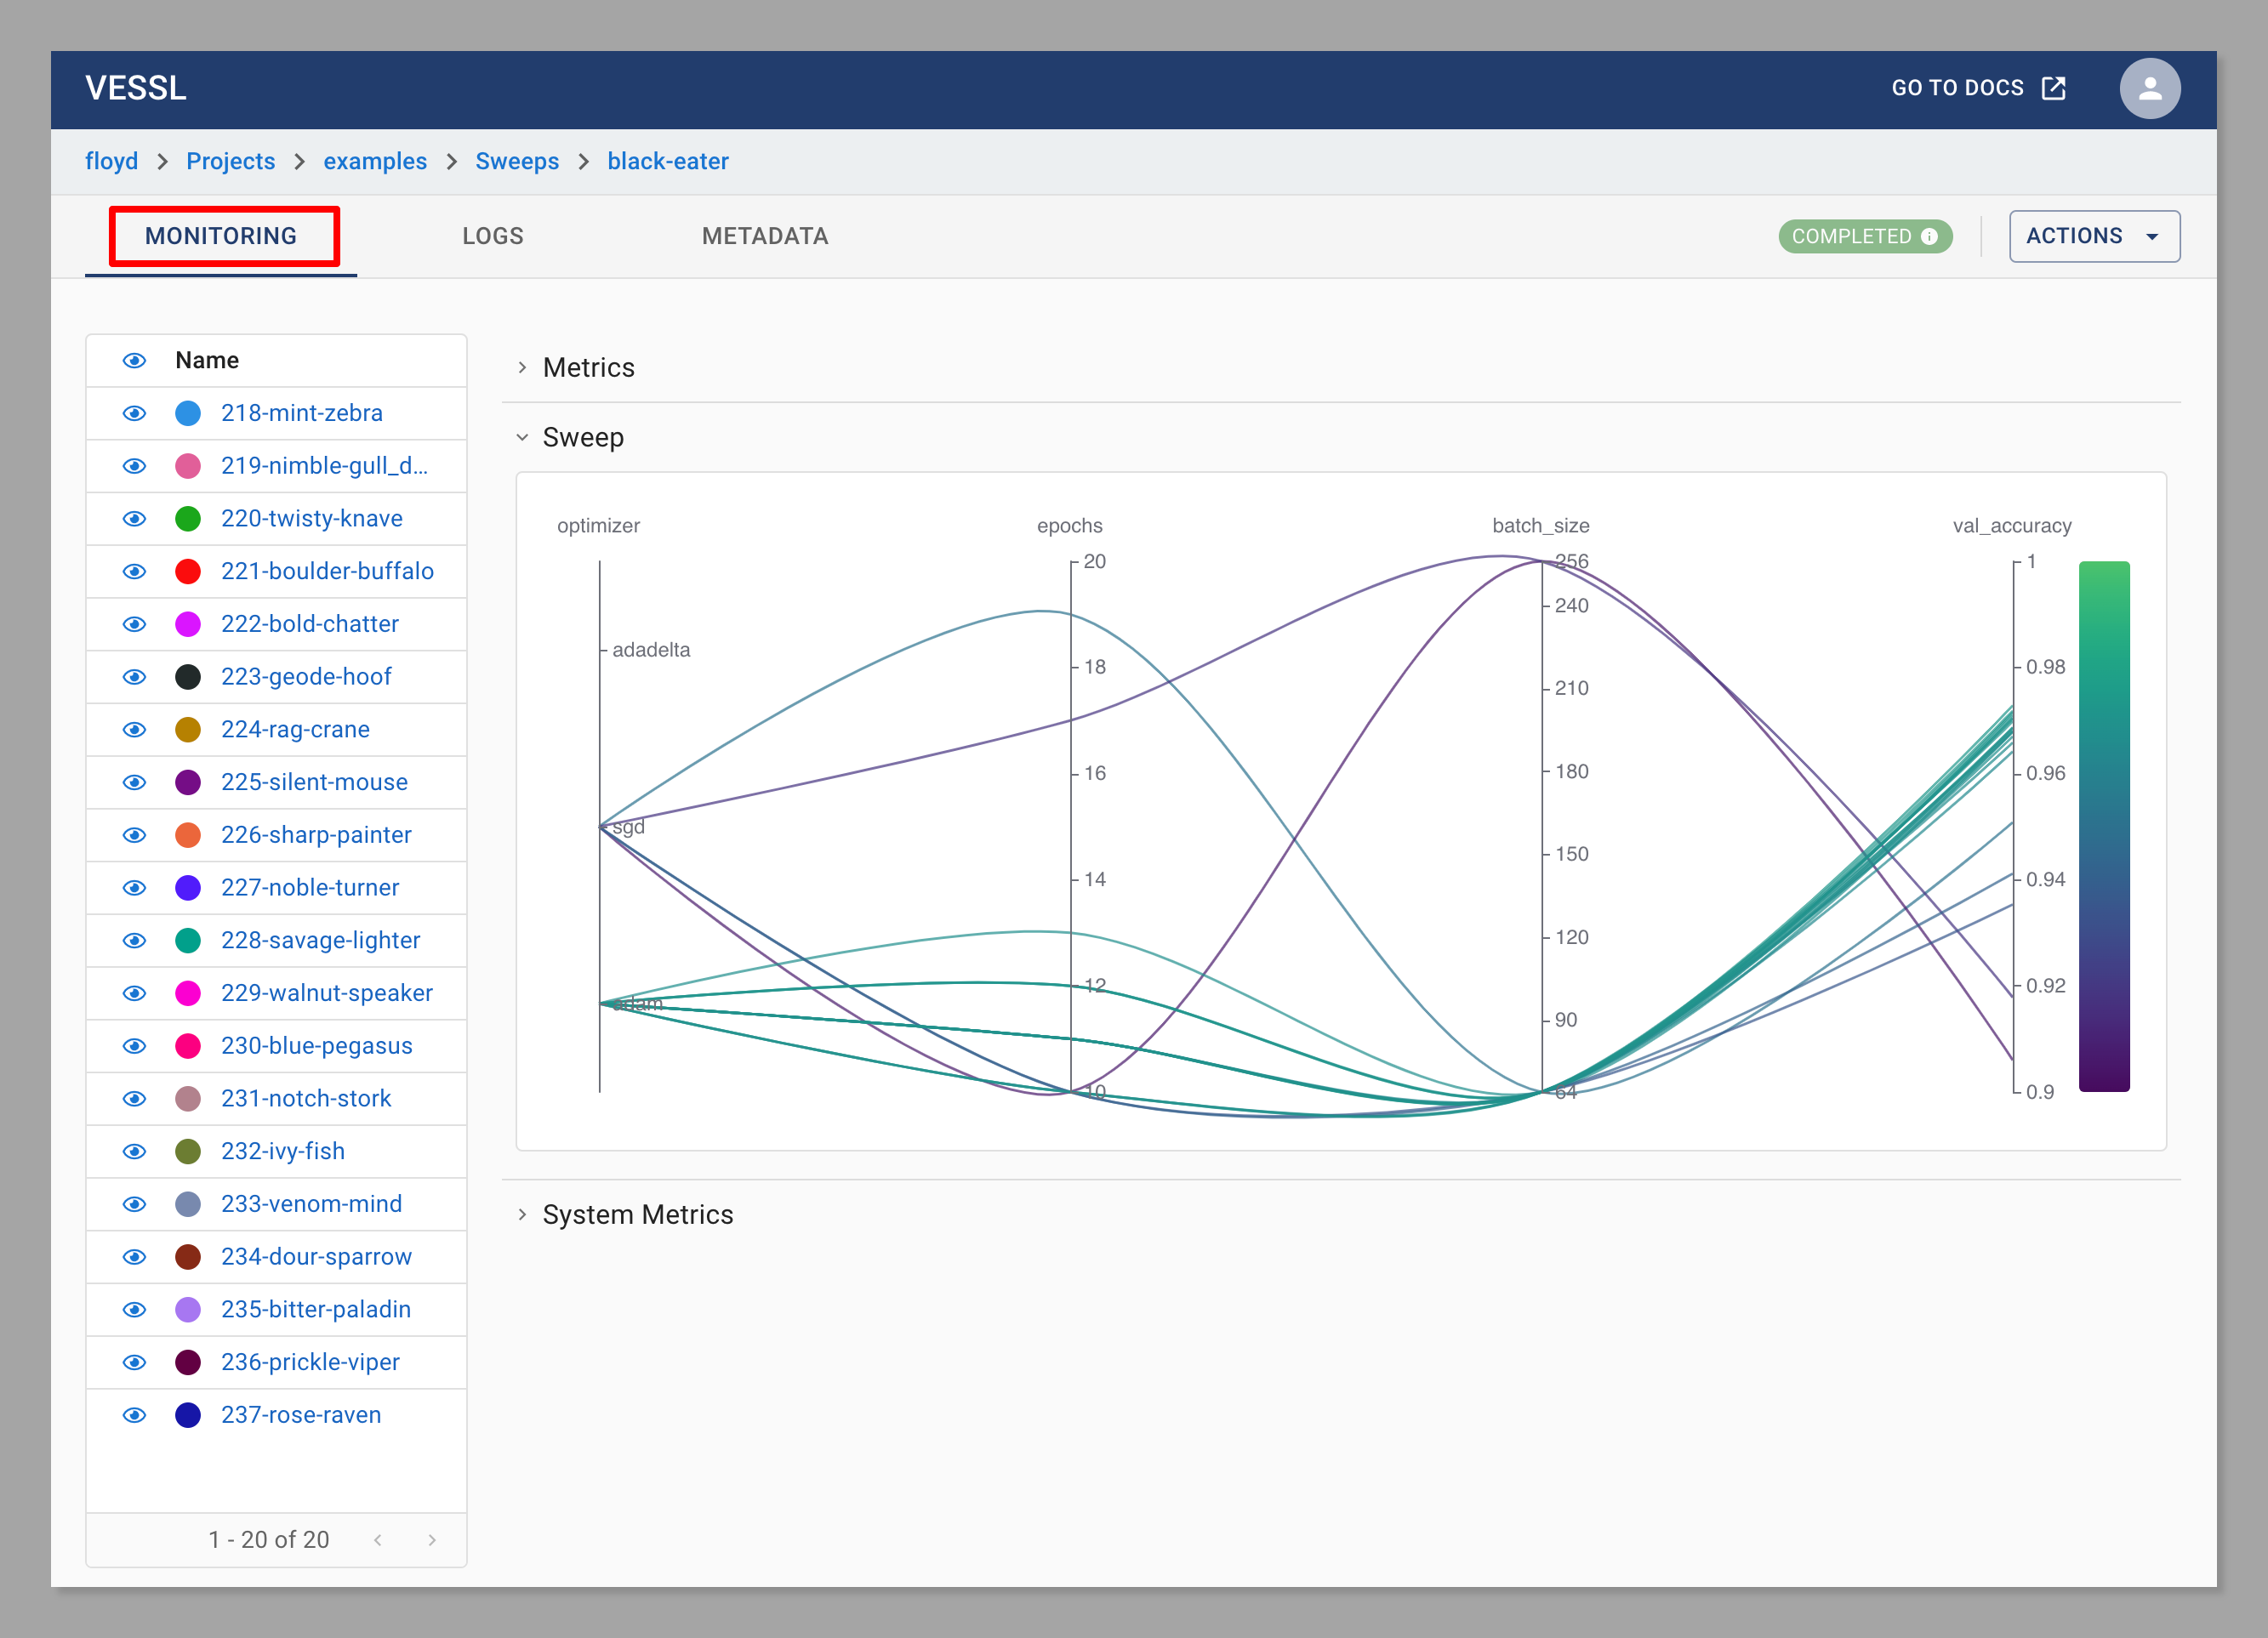 VESSL
GO TO DOCS
floyd > Projects > examples > Sweeps > black-eater
MONITORING
LOGS
METADATA
COMPLETED
ACTIONS
Name
218-mint-zebra
219-nimble-gull_d...
220-twisty-knave
221-boulder-buffalo
222-bold-chatter
223-geode-hoof
224-rag-crane
225-silent-mouse
226-sharp-painter
227-noble-turner
228-savage-lighter
229-walnut-speaker
230-blue-pegasus
231-notch-stork
232-ivy-fish
233-venom-mind
234-dour-sparrow
235-bitter-paladin
236-prickle-viper
237-rose-raven
1 - 20 of 20
Metrics
Sweep
optimizer
adadelta
sgd
adam
epochs
20
18
16
14
12
10
batch_size
256
240
210
180
150
120
90
64
val_accuracy
1
0.98
0.96
0.94
0.92
0.9
System Metrics